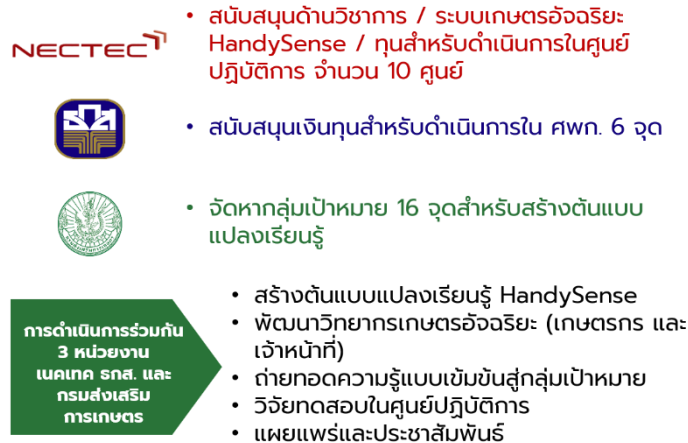 NECTEC
• สนับสนุนด้านวิชาการ / ระบบเกษตรอัจฉริยะ
HandySense / ทุนสำหรับดำเนินการในศูนย์
ปฏิบัติการ จำนวน 10 ศูนย์
ธกส
• สนับสนุนเงินทุนสำหรับดำเนินการใน ศพก. 6 จุด
• จัดหากลุ่มเป้าหมาย 16 จุดสำหรับสร้างต้นแบบ
แปลงเรียนรู้
การดำเนินการร่วมกัน
3 หน่วยงาน
เนคเทค ธกส. และ
กรมส่งเสริม
การเกษตร
• สร้างต้นแบบแปลงเรียนรู้ HandySense
• พัฒนาวิทยากรเกษตรอัจฉริยะ (เกษตรกร และ
เจ้าหน้าที่)
• ถ่ายทอดความรู้แบบเข้มข้นสู่กลุ่มเป้าหมาย
• วิจัยทดสอบในศูนย์ปฏิบัติการ
• เผยแพร่และประชาสัมพันธ์